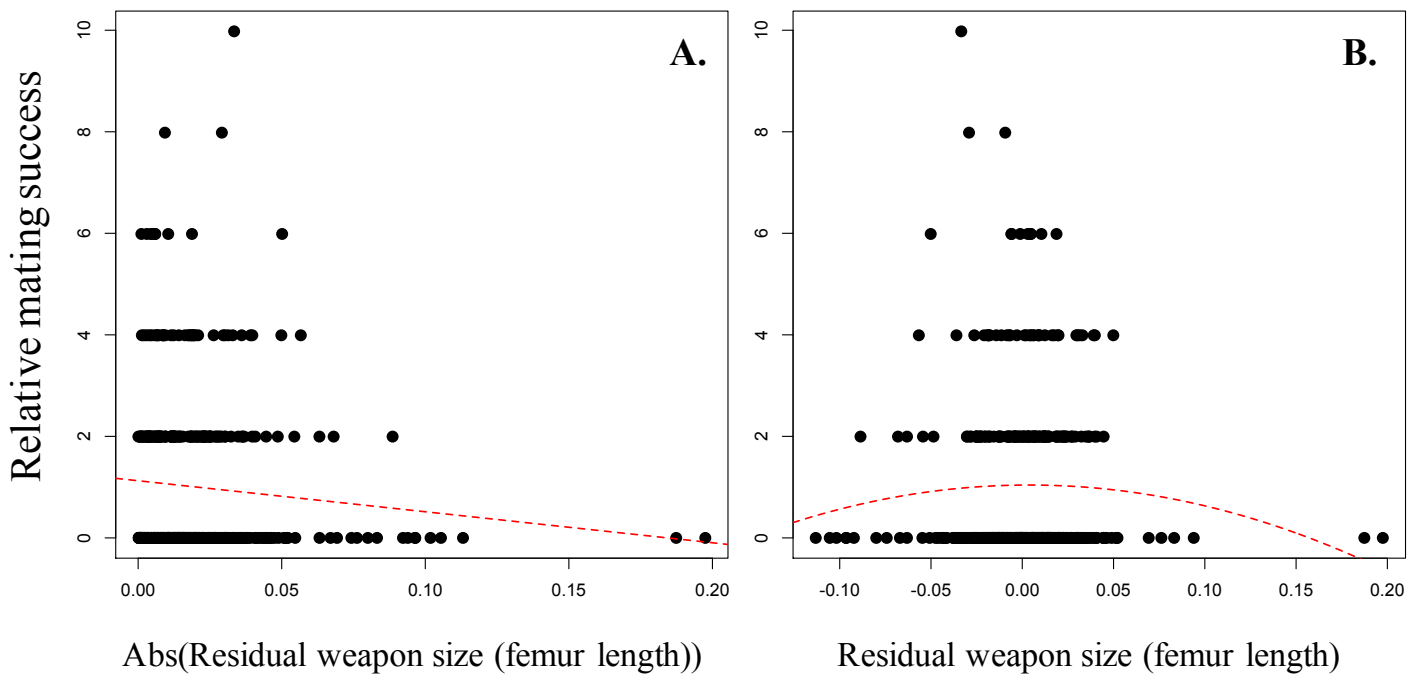 Relative mating success
10
8
6
4
2
0
A.
0.00 0.05 0.10 0.15 0.20
Abs(Residual weapon size (femur length))
10
8
6
4
2
0
B.
-0.10 -0.05 0.00 0.05 0.10 0.15 0.20
Residual weapon size (femur length)